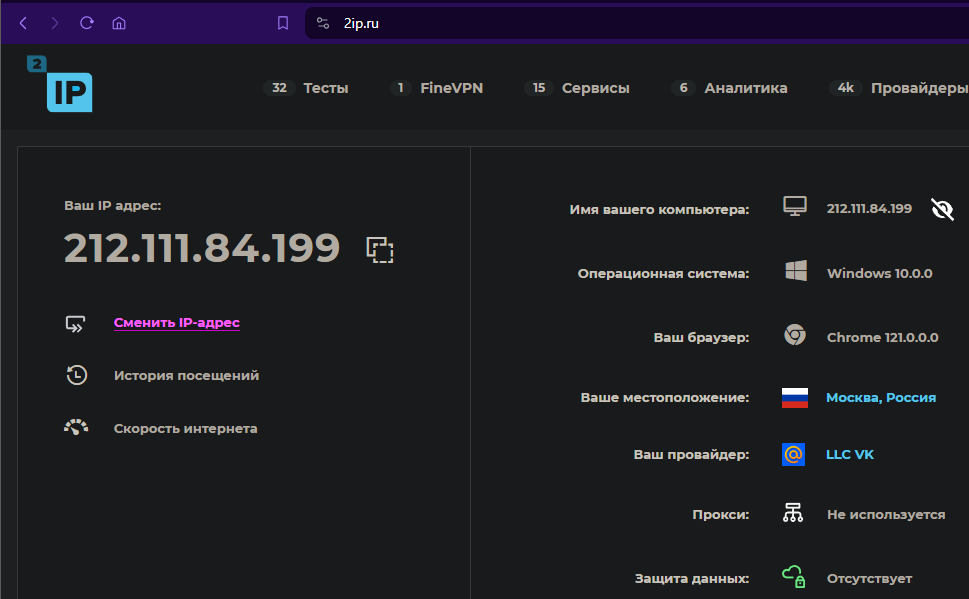 2ip.ru
2
IP
32 Тесты 1 FineVPN 15 Сервисы 6 Аналитика 4k Провайдеры
Ваш IP адрес:
212.111.84.199
Сменить IP-адрес
История посещений
Скорость интернета
Имя вашего компьютера: 212.111.84.199
Операционная система: Windows 10.0.0
Ваш браузер: Chrome 121.0.0.0
Ваше местоположение: Москва, Россия
Ваш провайдер: @ LLC VK
Прокси: Не используется
Защита данных: Отсутствует